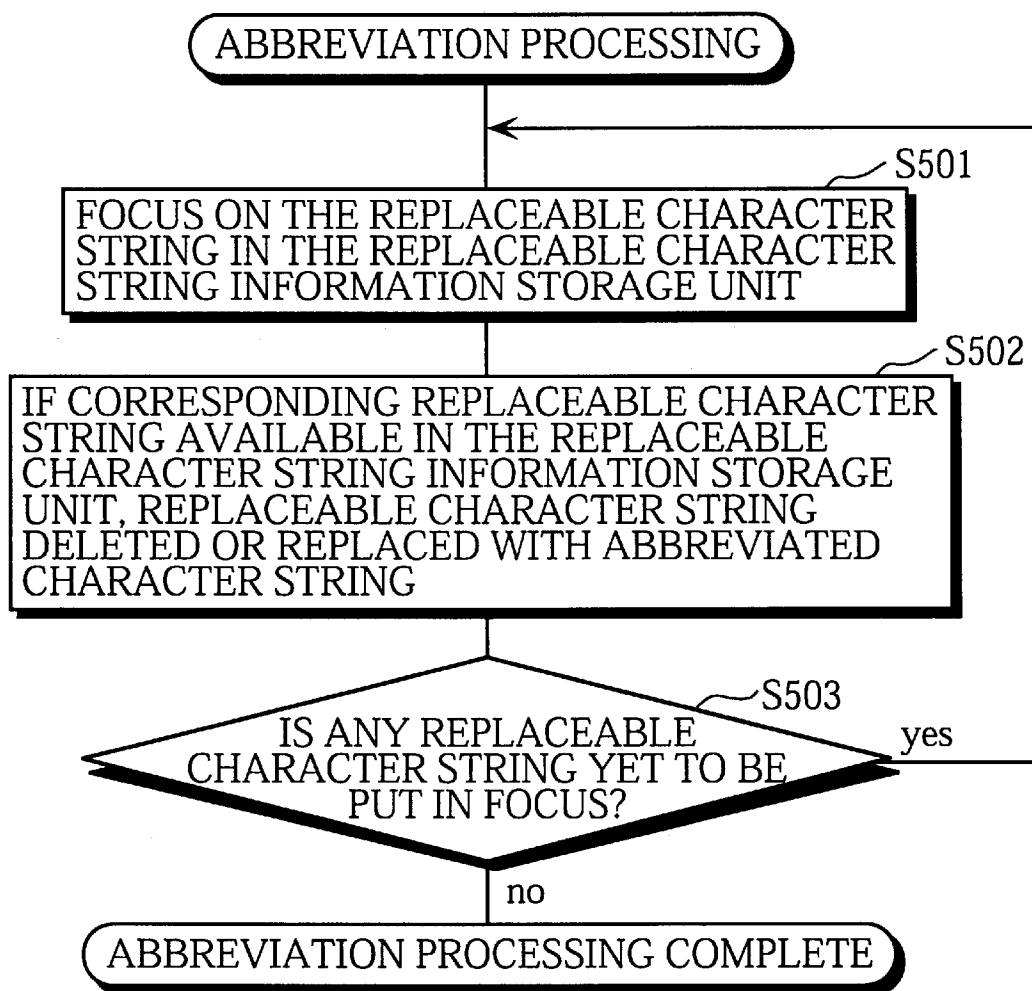 ABBREVIATION PROCESSING
S501
FOCUS ON THE REPLACEABLE CHARACTER
STRING IN THE REPLACEABLE CHARACTER
STRING INFORMATION STORAGE UNIT
S502
IF CORRESPONDING REPLACEABLE CHARACTER
STRING AVAILABLE IN THE REPLACEABLE
CHARACTER STRING INFORMATION STORAGE
UNIT, REPLACEABLE CHARACTER STRING
DELETED OR REPLACED WITH ABBREVIATED
CHARACTER STRING
S503
IS ANY REPLACEABLE
CHARACTER STRING YET TO BE
PUT IN FOCUS?
yes
no
ABBREVIATION PROCESSING COMPLETE